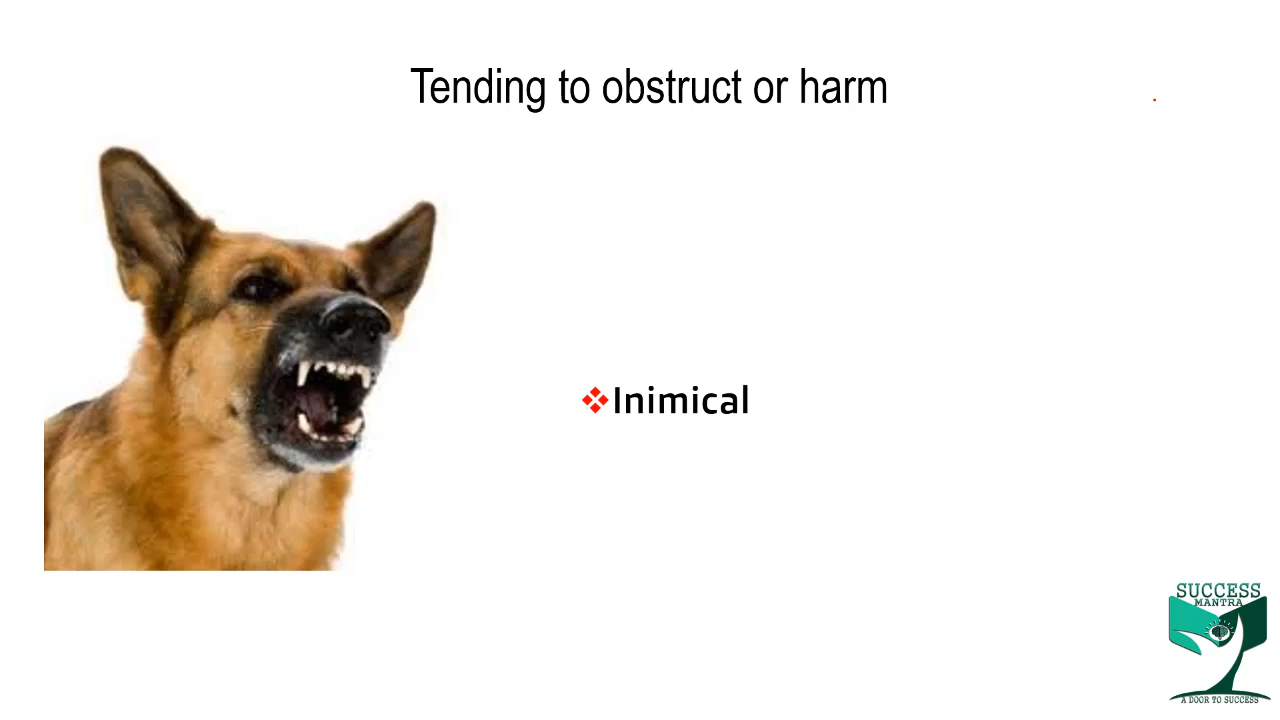 Tending to obstruct or harm
Inimical
SUCCESS
MANTRA
A DOOR TO SUCCESS